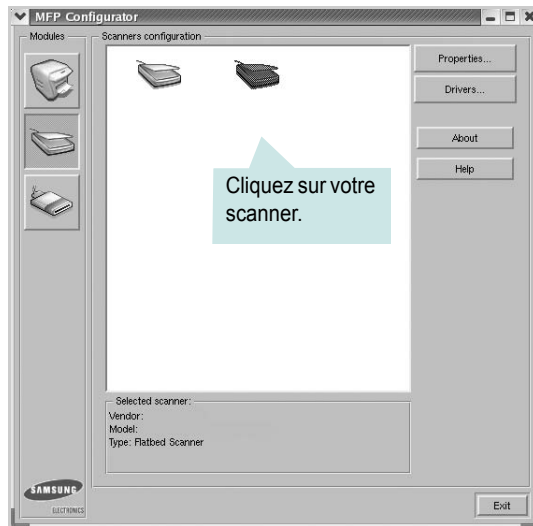 MFP Configurator
Modules
Scanners configuration
Properties...
Drivers...
About
Help
Cliquez sur votre
scanner.
Selected scanner:
Vendor:
Model:
Type: Flatbed Scanner
SAMSUNG
ELECTRONICS
Exit